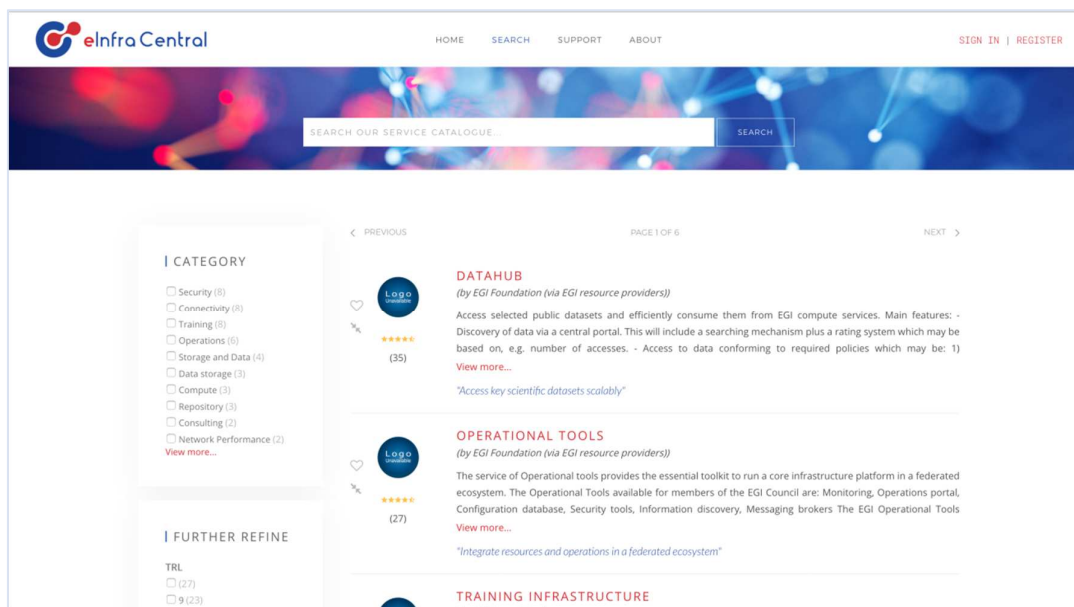 eInfraCentral
HOME SEARCH SUPPORT ABOUT
SIGN IN | REGISTER
SEARCH OUR SERVICE CATALOGUE...
SEARCH
CATEGORY
Security (8)
Connectivity (8)
Training (8)
Operations (6)
Storage and Data (4)
Data storage (3)
Compute (3)
Repository (3)
Consulting (2)
Network Performance (2)
View more...
FURTHER REFINE
TRL
(27)
9 (23)
PREVIOUS
PAGE 1 OF 6
NEXT
Logo
Unavailable
(35)
DATAHUB
(by EGI Foundation (via EGI resource providers))
Access selected public datasets and efficiently consume them from EGI compute services. Main features: -
Discovery of data via a central portal. This will include a searching mechanism plus a rating system which may be
based on, e.g. number of accesses. - Access to data conforming to required policies which may be: 1)
View more...
"Access key scientific datasets scalably"
Logo
Unavailable
(27)
OPERATIONAL TOOLS
(by EGI Foundation (via EGI resource providers))
The service of Operational tools provides the essential toolkit to run a core infrastructure platform in a federated
ecosystem. The Operational Tools available for members of the EGI Council are: Monitoring, Operations portal,
Configuration database, Security tools, Information discovery, Messaging brokers The EGI Operational Tools
View more...
"Integrate resources and operations in a federated ecosystem"
TRAINING INFRASTRUCTURE